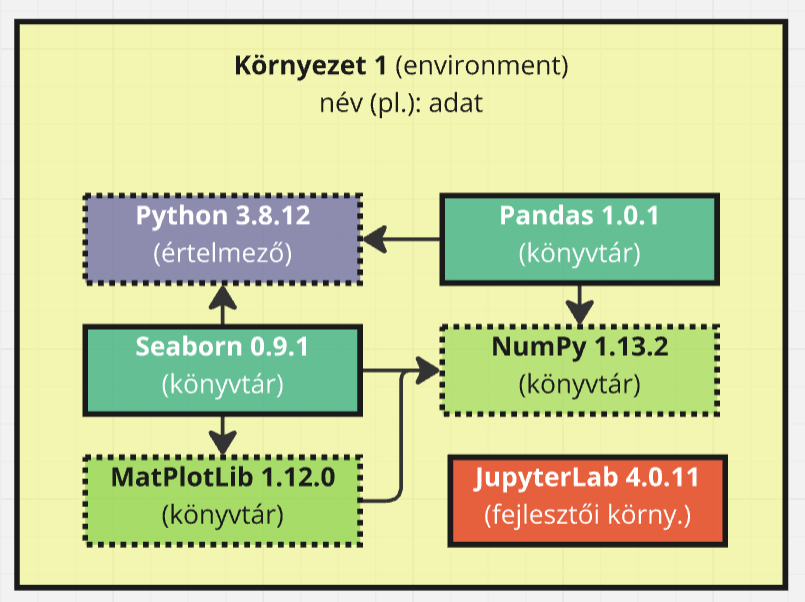 Környezet 1 (environment)
név (pl.): adat
Python 3.8.12
(értelmező)
Pandas 1.0.1
(könyvtár)
Seaborn 0.9.1
(könyvtár)
NumPy 1.13.2
(könyvtár)
MatPlotLib 1.12.0
(könyvtár)
JupyterLab 4.0.11
(fejlesztői körny.)